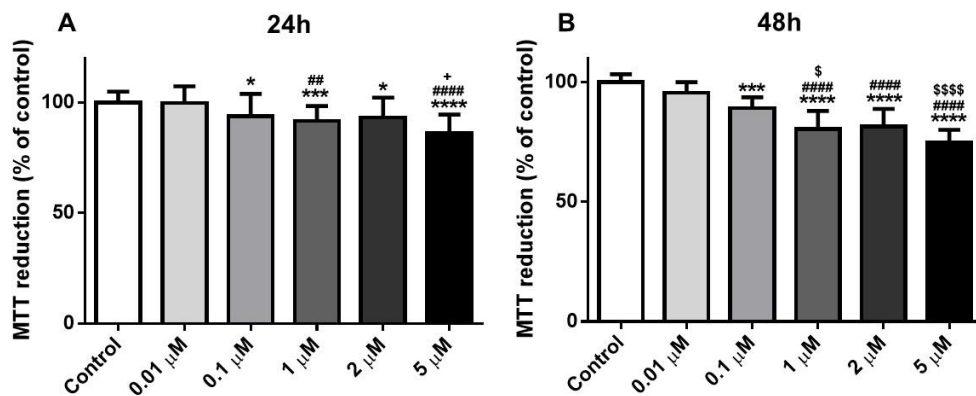 A
24h
MTT reduction (% of control)
100
50
0
*
##
***
*
+
####
****
Control
0.01 µM
0.1 µM
1 µM
2 µM
5 µM
B
48h
MTT reduction (% of control)
100
50
0
***
$
####
****
####
****
$$$$
####
****
Control
0.01 µM
0.1 µM
1 µM
2 µM
5 µM